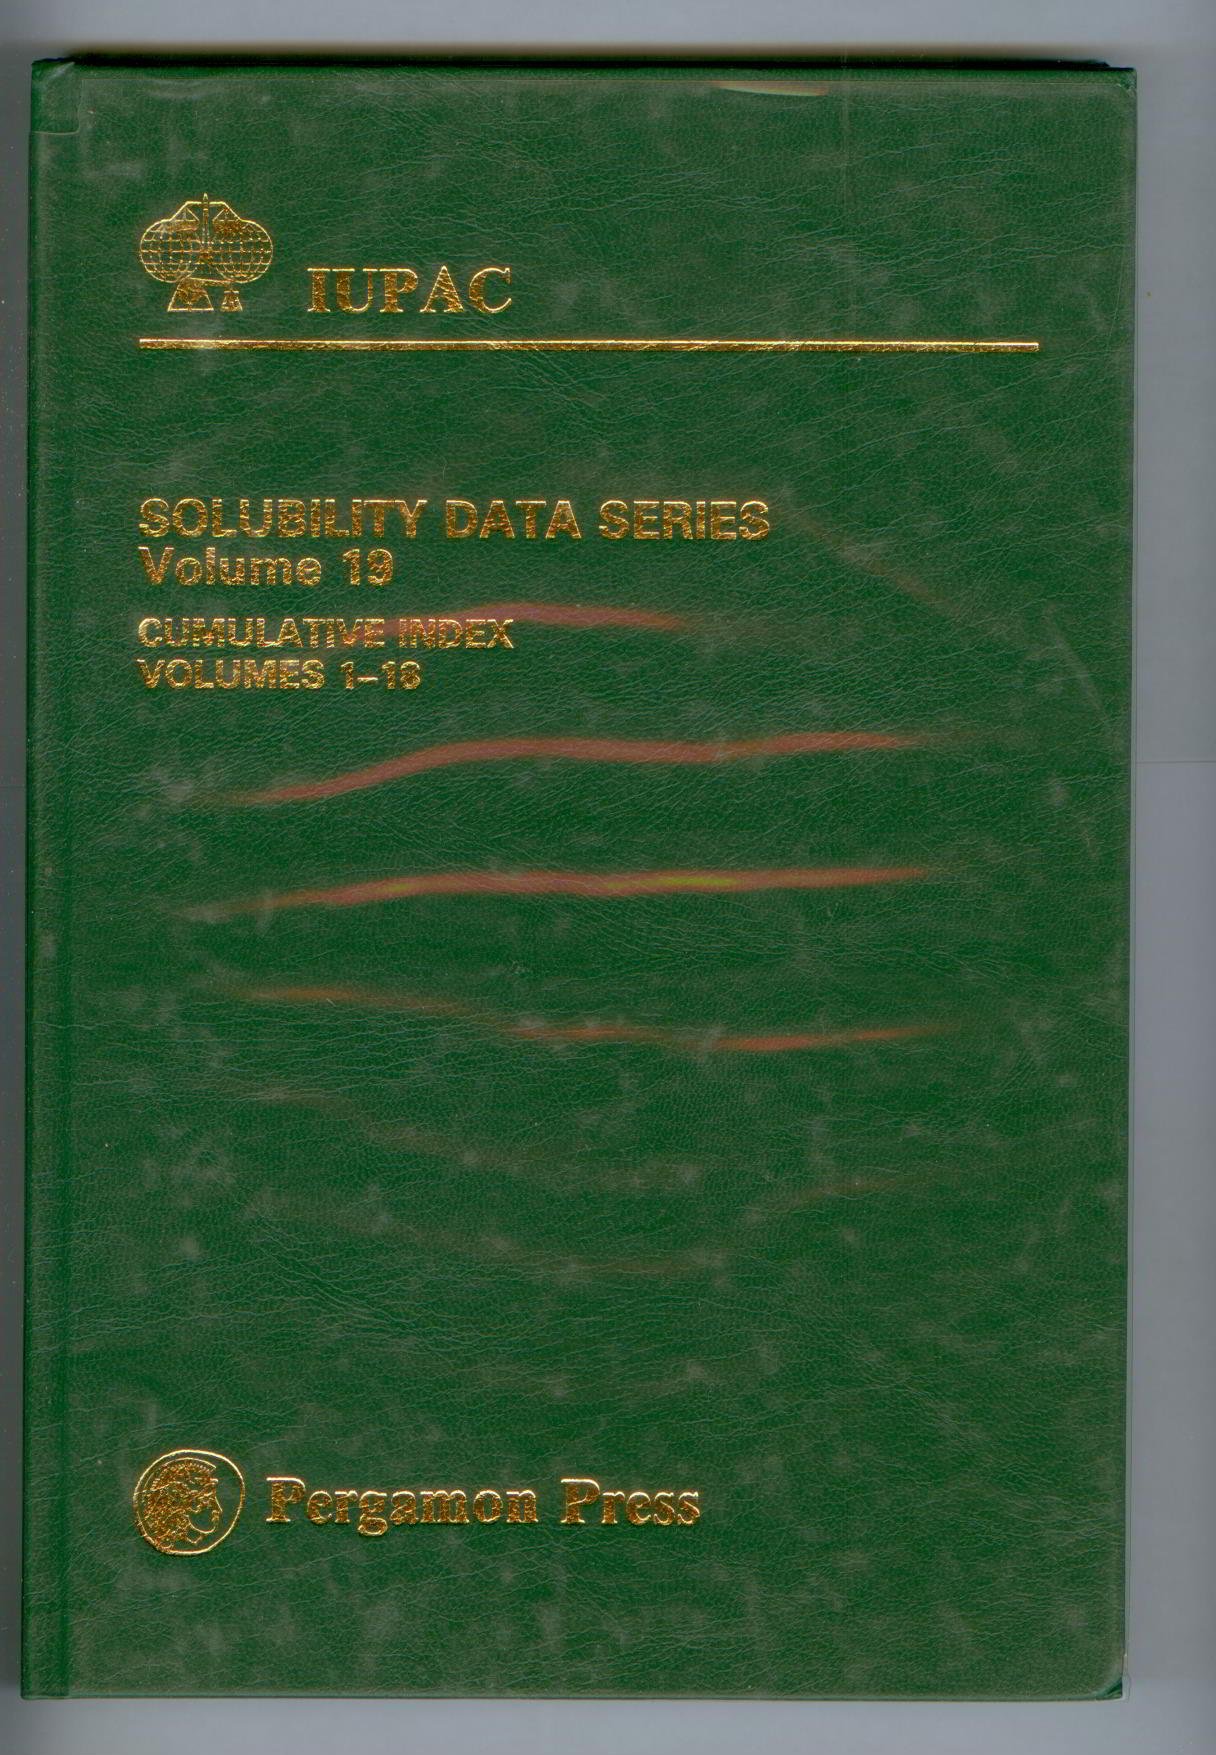 IUPAC
SOLUBILITY DATA SERIES
Volume 19
CUMULATIVE INDEX
VOLUMES 1–18
Pergamon Press